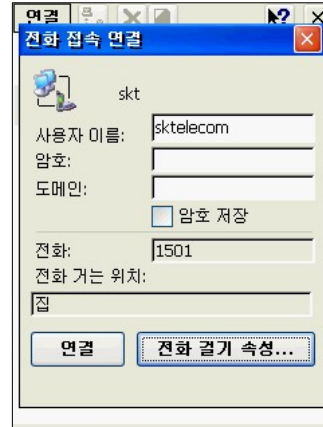 연결
전화 접속 연결
skt
사용자 이름: sktelecom
암호:
도메인:
암호 저장
전화: 1501
전화 거는 위치:
집
연결 전화 걸기 속성...